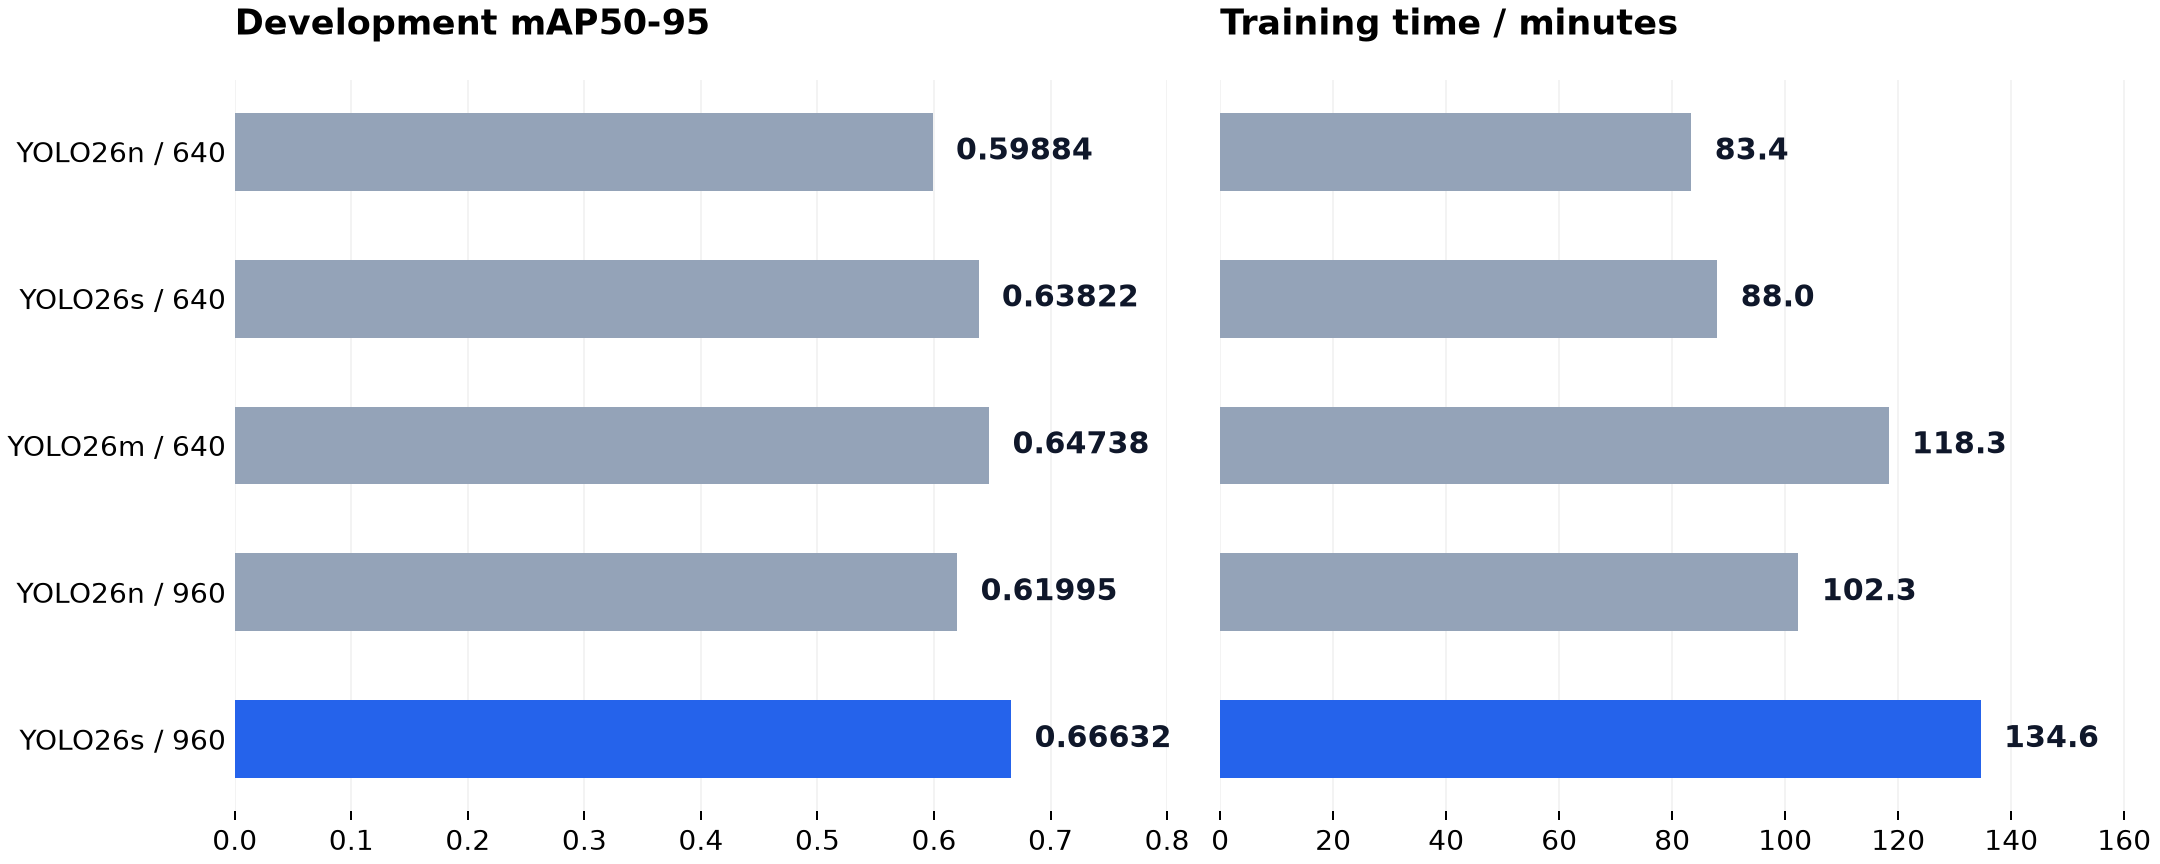 Development mAP50-95
YOLO26n / 640
0.59884
YOLO26s / 640
0.63822
YOLO26m / 640
0.64738
YOLO26n / 960
0.61995
YOLO26s / 960
0.66632
0.0 0.1 0.2 0.3 0.4 0.5 0.6 0.7 0.8
Training time / minutes
83.4
88.0
118.3
102.3
134.6
0 20 40 60 80 100 120 140 160